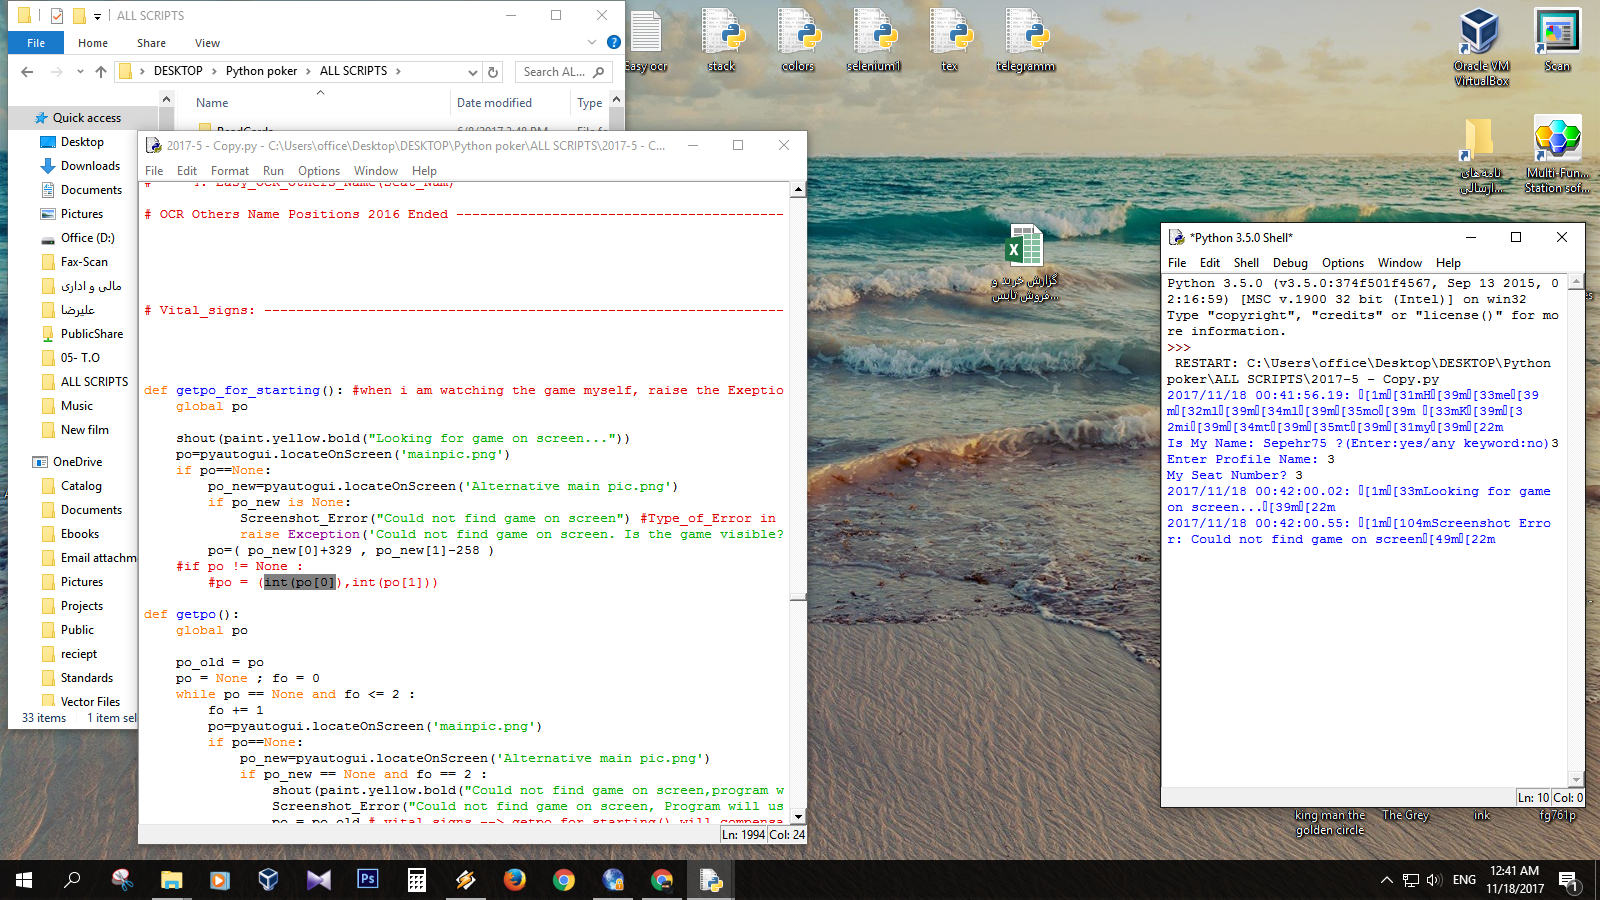 ALL SCRIPTS
File Home Share View
DESKTOP Python poker ALL SCRIPTS
Search AL...
Name Date modified Type
Quick access
Desktop
Downloads
Documents
Pictures
Office (D:)
Fax-Scan
مالی و اداری
علیرضا
PublicShare
05- T.O
ALL SCRIPTS
Music
New film
OneDrive
Catalog
Documents
Ebooks
Email attachm
Pictures
Projects
Public
reciept
Standards
Vector Files
33 items 1 item sel
2017-5 - Copy.py - C:\Users\office\Desktop\DESKTOP\Python poker\ALL SCRIPTS\2017-5 - C...
File Edit Format Run Options Window Help
# OCR Others Name Positions 2016 Ended -----------------------------------------
# Vital_signs: -----------------------------------------------------------------
def getpo_for_starting(): #when i am watching the game myself, raise the Exeptio
global po
shout(paint.yellow.bold("Looking for game on screen..."))
po=pyautogui.locateOnScreen('mainpic.png')
if po==None:
po_new=pyautogui.locateOnScreen('Alternative main pic.png')
if po_new is None:
Screenshot_Error("Could not find game on screen") #Type_of_Error in
raise Exception('Could not find game on screen. Is the game visible?
po=( po_new[0]+329 , po_new[1]-258 )
#if po != None :
#po = (int(po[0]),int(po[1]))
def getpo():
global po
po_old = po
po = None ; fo = 0
while po == None and fo <= 2 :
fo += 1
po=pyautogui.locateOnScreen('mainpic.png')
if po==None:
po_new=pyautogui.locateOnScreen('Alternative main pic.png')
if po_new == None and fo == 2 :
shout(paint.yellow.bold("Could not find game on screen,program w
Screenshot_Error("Could not find game on screen, Program will us
po = po_old # vital_signs --> getpo_for_starting() will compensa
Ln: 1994 Col: 24
Easy ocr
stack
colors
selenium1
tex
telegramm
Oracle VM
VirtualBox
Scan
نامه‌های
ارسالی...
Multi-Fun...
Station sof...
گزارش خرید و
فروش تابس...
*Python 3.5.0 Shell*
File Edit Shell Debug Options Window Help
Python 3.5.0 (v3.5.0:374f501f4567, Sep 13 2015, 0
2:16:59) [MSC v.1900 32 bit (Intel)] on win32
Type "copyright", "credits" or "license()" for mo
re information.
>>>
RESTART: C:\Users\office\Desktop\DESKTOP\Python
poker\ALL SCRIPTS\2017-5 - Copy.py
2017/11/18 00:41:56.19: [1m[31mH[39m[33me[39
m[32ml[39m[34ml[39m[35mo[39m [33mK[39m[3
2mi[39m[34mt[39m[35mt[39m[31my[39m[22m
Is My Name: Sepehr75 ?(Enter:yes/any keyword:no)3
Enter Profile Name: 3
My Seat Number? 3
2017/11/18 00:42:00.02: [1m[33mLooking for game
on screen...[39m[22m
2017/11/18 00:42:00.55: [1m[104mScreenshot Erro
r: Could not find game on screen[49m[22m
Ln: 10 Col: 0
king man the
golden circle
The Grey
ink
fg761p
Ps
ENG
12:41 AM
11/18/2017
1